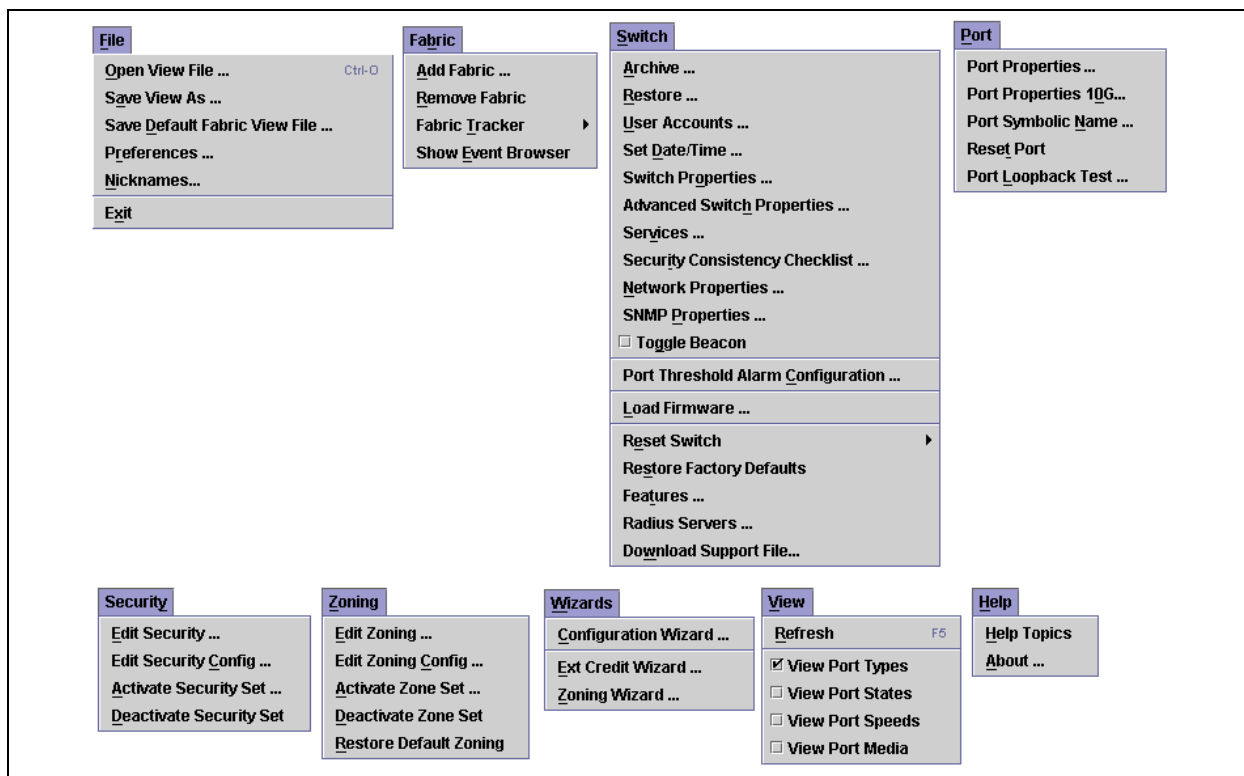 File
Open View File ... Ctrl-O
Save View As ...
Save Default Fabric View File ...
Preferences ...
Nicknames...
Exit
Fabric
Add Fabric ...
Remove Fabric
Fabric Tracker
Show Event Browser
Switch
Archive ...
Restore ...
User Accounts ...
Set Date/Time ...
Switch Properties ...
Advanced Switch Properties ...
Services ...
Security Consistency Checklist ...
Network Properties ...
SNMP Properties ...
Toggle Beacon
Port Threshold Alarm Configuration ...
Load Firmware ...
Reset Switch
Restore Factory Defaults
Features ...
Radius Servers ...
Download Support File...
Port
Port Properties ...
Port Properties 10G...
Port Symbolic Name ...
Reset Port
Port Loopback Test ...
Security
Edit Security ...
Edit Security Config ...
Activate Security Set ...
Deactivate Security Set
Zoning
Edit Zoning ...
Edit Zoning Config ...
Activate Zone Set ...
Deactivate Zone Set
Restore Default Zoning
Wizards
Configuration Wizard ...
Ext Credit Wizard ...
Zoning Wizard ...
View
Refresh F5
View Port Types
View Port States
View Port Speeds
View Port Media
Help
Help Topics
About ...